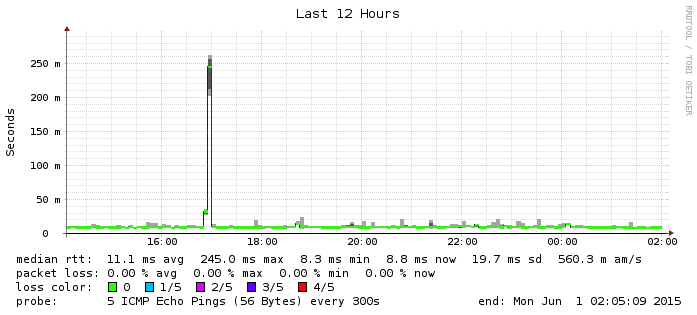 Last 12 Hours
RRDTOOL / TOBI OETIKER
Seconds
250 m
200 m
150 m
100 m
50 m
0
16:00 18:00 20:00 22:00 00:00 02:00
median rtt: 11.1 ms avg 245.0 ms max 8.3 ms min 8.8 ms now 19.7 ms sd 560.3 m am/s
packet loss: 0.00 % avg 0.00 % max 0.00 % min 0.00 % now
loss color: 0 1/5 2/5 3/5 4/5
probe: 5 ICMP Echo Pings (56 Bytes) every 300s end: Mon Jun 1 02:05:09 2015